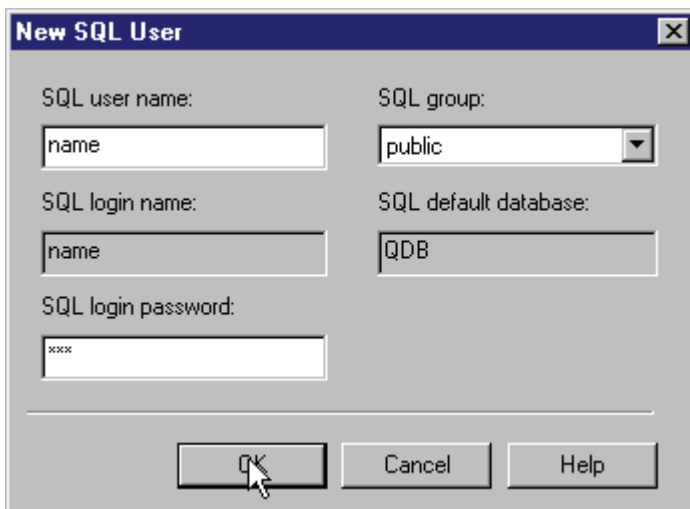 New SQL User
SQL user name:
SQL group:
name
public
SQL login name:
SQL default database:
name
QDB
SQL login password:
***
OK
Cancel
Help